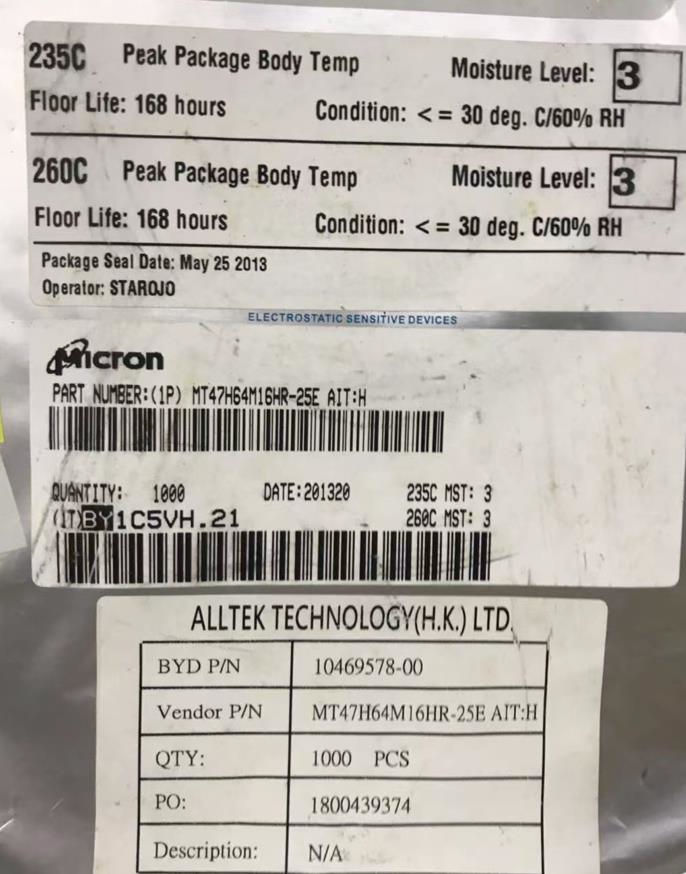 235C Peak Package Body Temp Moisture Level: 3
Floor Life: 168 hours Condition: < = 30 deg. C/60% RH
260C Peak Package Body Temp Moisture Level: 3
Floor Life: 168 hours Condition: < = 30 deg. C/60% RH
Package Seal Date: May 25 2013
Operator: STAROJO
ELECTROSTATIC SENSITIVE DEVICES
Micron
PART NUMBER:(1P) MT47H64M16HR-25E AIT:H
QUANTITY: 1000 DATE:201320 235C MST: 3
(1T)BY1C5VH.21 260C MST: 3
ALLTEK TECHNOLOGY(H.K.) LTD.
BYD P/N 10469578-00
Vendor P/N MT47H64M16HR-25E AIT:H
QTY: 1000 PCS
PO: 1800439374
Description: N/A